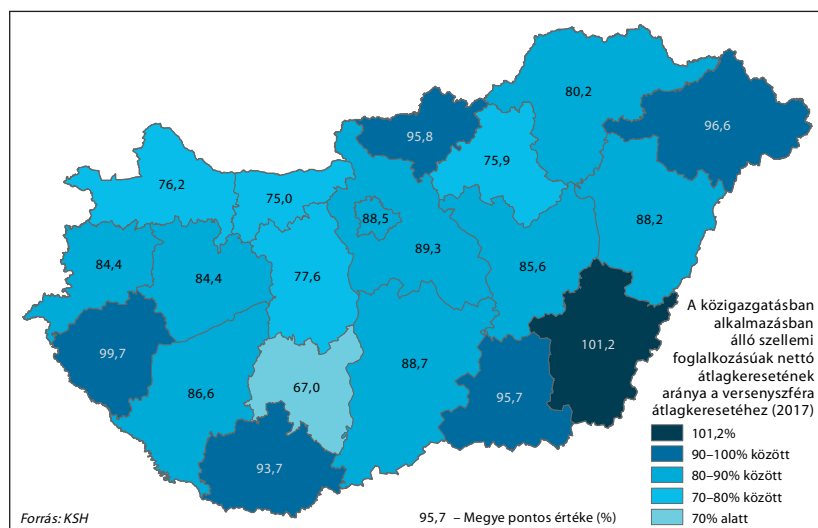 80,2
95,8
96,6
75,9
76,2
75,0
88,5
88,2
89,3
84,4
84,4
85,6
77,6
99,7
101,2
88,7
86,6
67,0
95,7
93,7
A közigazgatásban
alkalmazásban
álló szellemi
foglalkozásúak nettó
átlagkeresetének
aránya a versenyszféra
átlagkeresetéhez (2017)
101,2%
90–100% között
80–90% között
70–80% között
70% alatt
95,7 – Megye pontos értéke (%)
Forrás: KSH